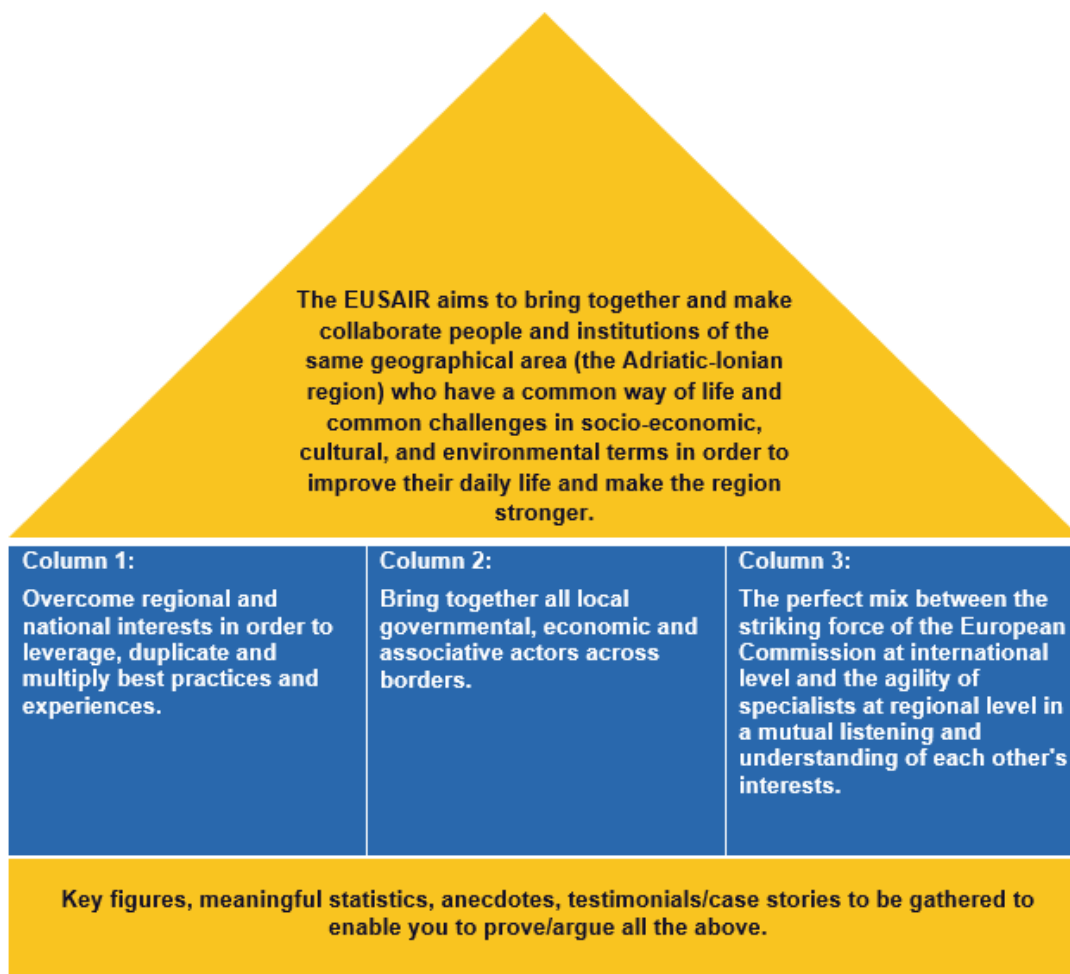 The EUSAIR aims to bring together and make
collaborate people and institutions of the
same geographical area (the Adriatic-Ionian
region) who have a common way of life and
common challenges in socio-economic,
cultural, and environmental terms in order to
improve their daily life and make the region
stronger.
Column 1:
Overcome regional and
national interests in order to
leverage, duplicate and
multiply best practices and
experiences.
Column 2:
Bring together all local
governmental, economic and
associative actors across
borders.
Column 3:
The perfect mix between the
striking force of the European
Commission at international
level and the agility of
specialists at regional level in
a mutual listening and
understanding of each other's
interests.
Key figures, meaningful statistics, anecdotes, testimonials/case stories to be gathered to
enable you to prove/argue all the above.